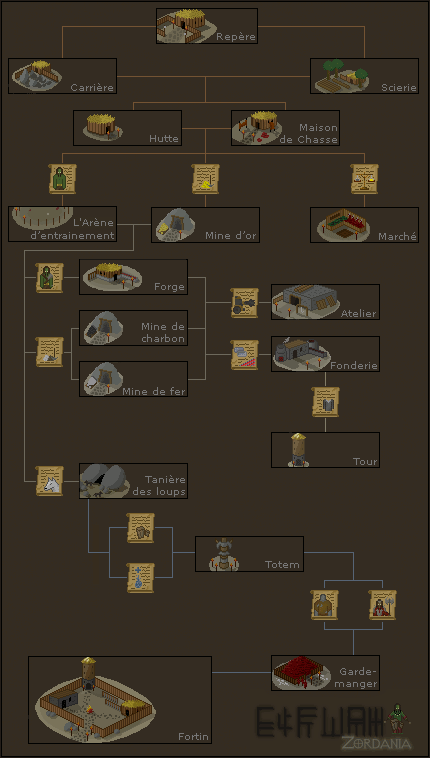 Repère
Carrière
Scierie
Hutte
Maison
de Chasse
L'Arène
d'entrainement
Mine d'or
Marché
Forge
Atelier
Mine de
charbon
Fonderie
Mine de fer
Tour
Tanière
des loups
Totem
Garde-
manger
Fortin
ZORDANIA